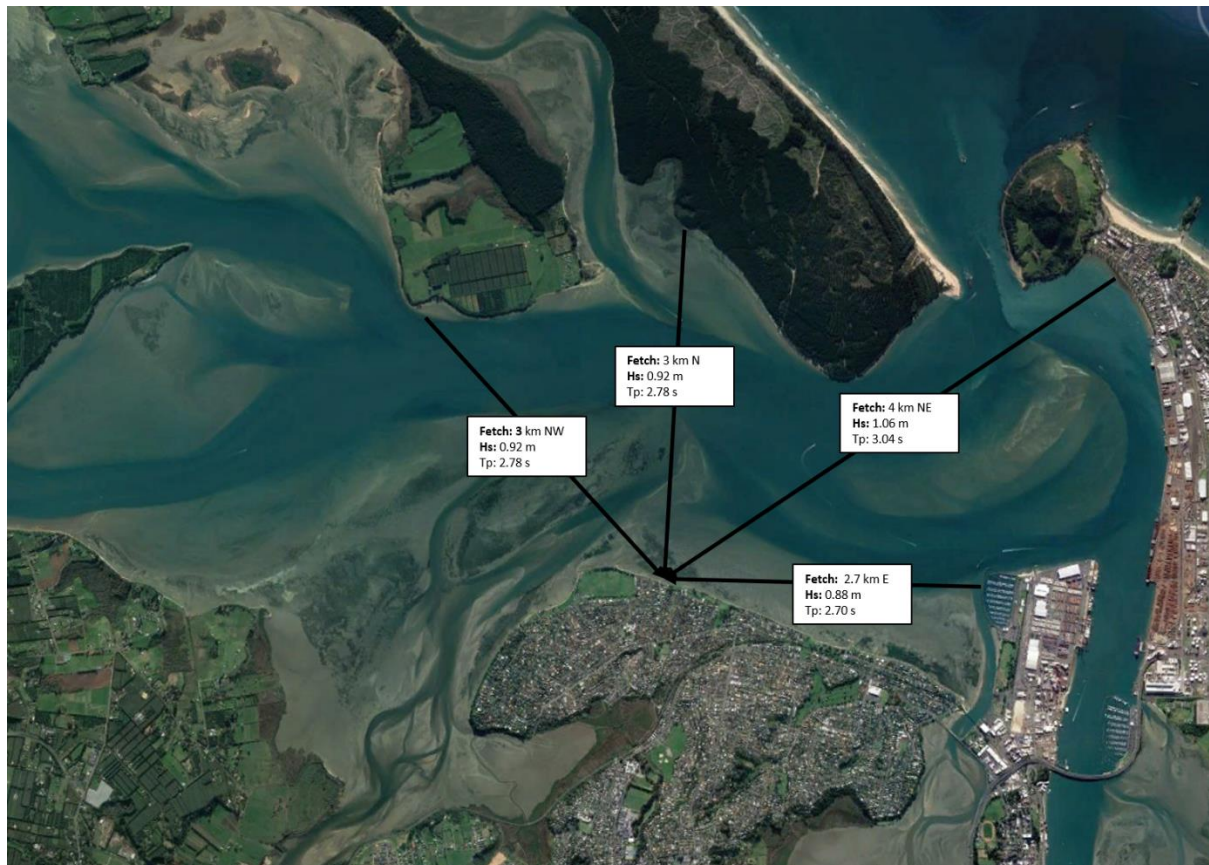 Fetch: 3 km N
Hs: 0.92 m
Tp: 2.78 s
Fetch: 4 km NE
Hs: 1.06 m
Tp: 3.04 s
Fetch: 3 km NW
Hs: 0.92 m
Tp: 2.78 s
Fetch: 2.7 km E
Hs: 0.88 m
Tp: 2.70 s